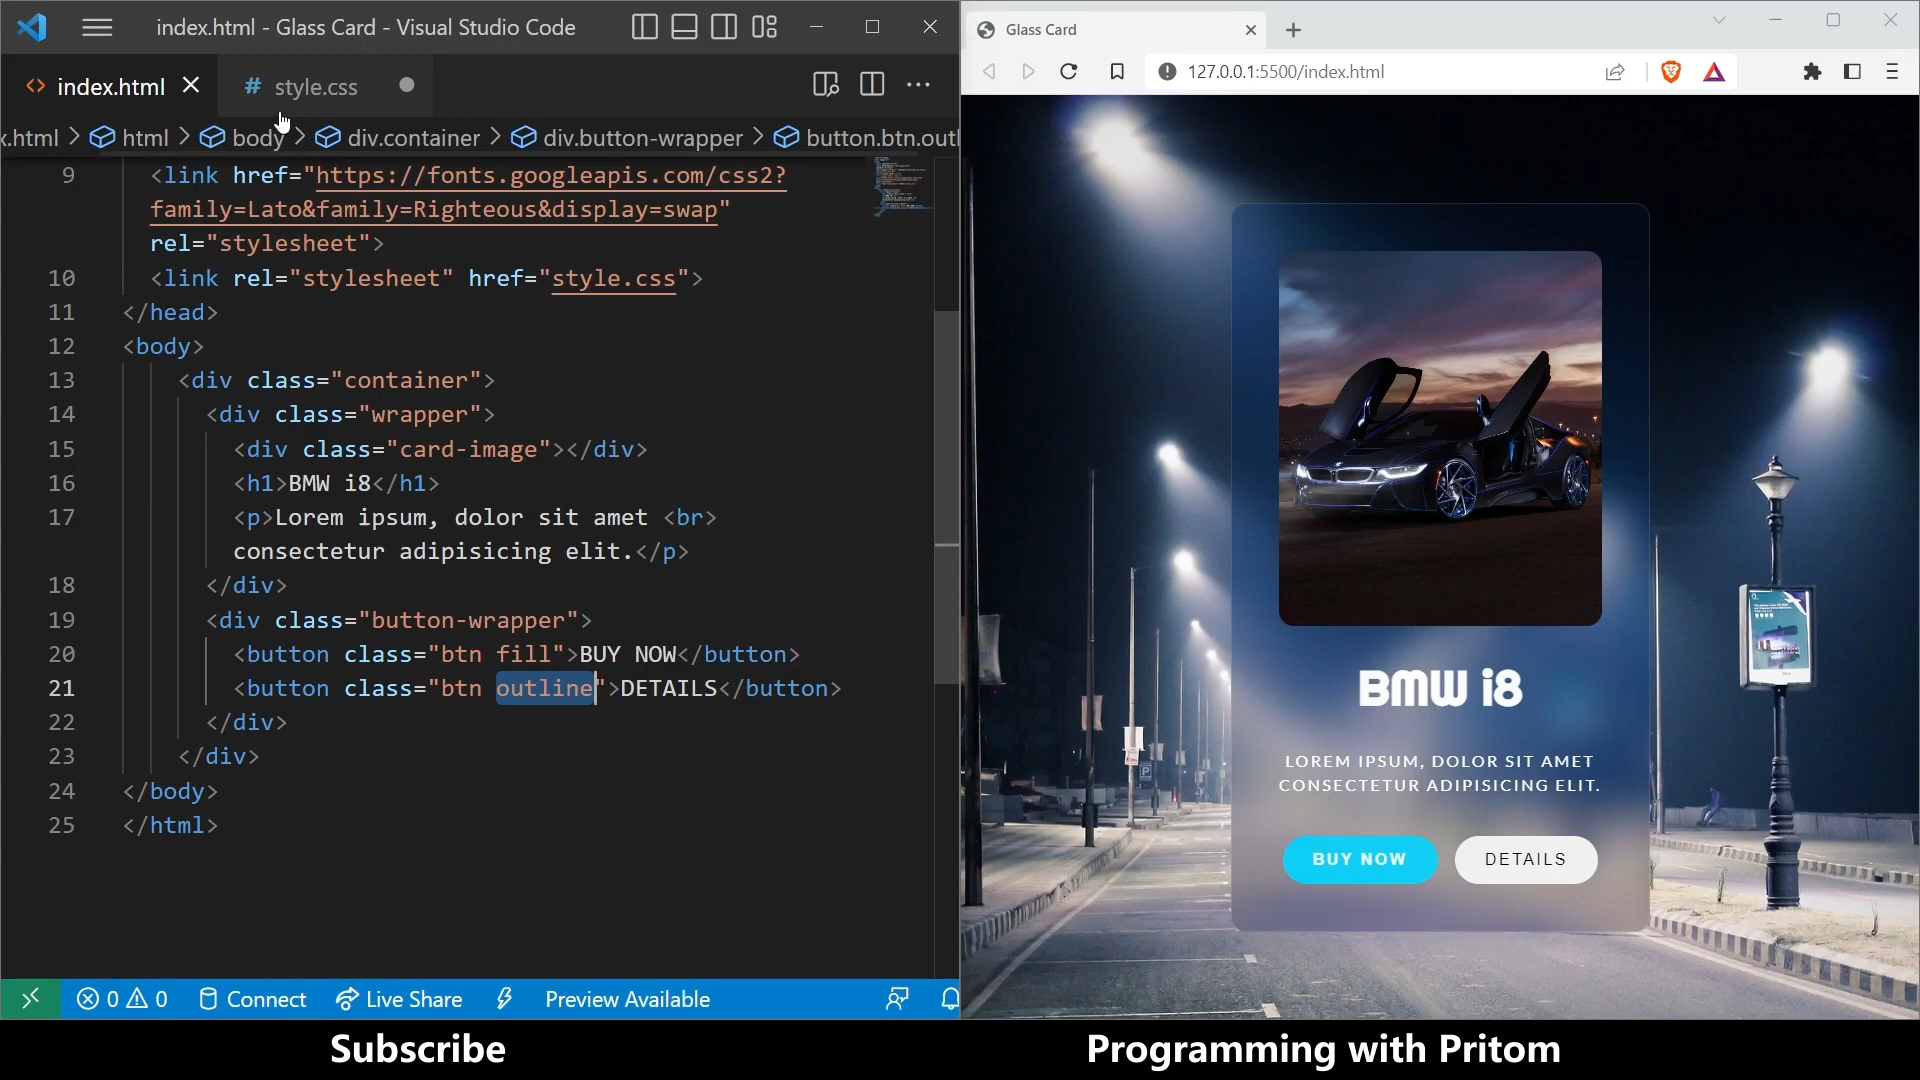 index.html - Glass Card - Visual Studio Code
index.html
# style.css
x.html > html > body > div.container > div.button-wrapper > button.btn.outl
9 <link href="https://fonts.googleapis.com/css2?
family=Lato&family=Righteous&display=swap"
rel="stylesheet">
10 <link rel="stylesheet" href="style.css">
11 </head>
12 <body>
13 <div class="container">
14 <div class="wrapper">
15 <div class="card-image"></div>
16 <h1>BMW i8</h1>
17 <p>Lorem ipsum, dolor sit amet <br>
consectetur adipisicing elit.</p>
18 </div>
19 <div class="button-wrapper">
20 <button class="btn fill">BUY NOW</button>
21 <button class="btn outline">DETAILS</button>
22 </div>
23 </div>
24 </body>
25 </html>
0 0 Connect Live Share Preview Available
Glass Card
127.0.0.1:5500/index.html
BMW i8
LOREM IPSUM, DOLOR SIT AMET
CONSECTETUR ADIPISICING ELIT.
BUY NOW
DETAILS
P
Subscribe
Programming with Pritom